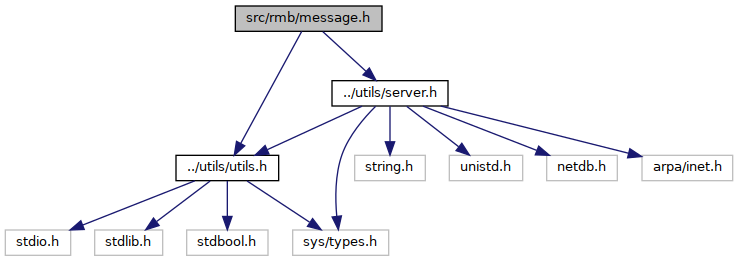 src/rmb/message.h
../utils/server.h
../utils/utils.h
string.h
unistd.h
netdb.h
arpa/inet.h
stdio.h
stdlib.h
stdbool.h
sys/types.h